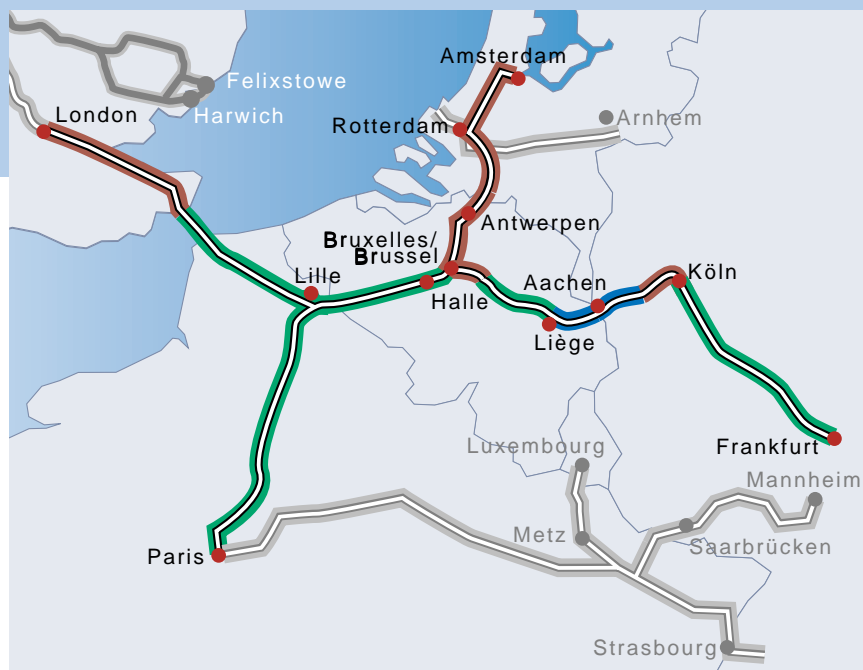 Amsterdam
Felixstowe
London
Harwich
Arnhem
Rotterdam
Antwerpen
Bruxelles/
Brussel
Lille
Aachen
Köln
Halle
Liège
Luxembourg
Frankfurt
Mannheim
Metz
Saarbrücken
Paris
Strasbourg